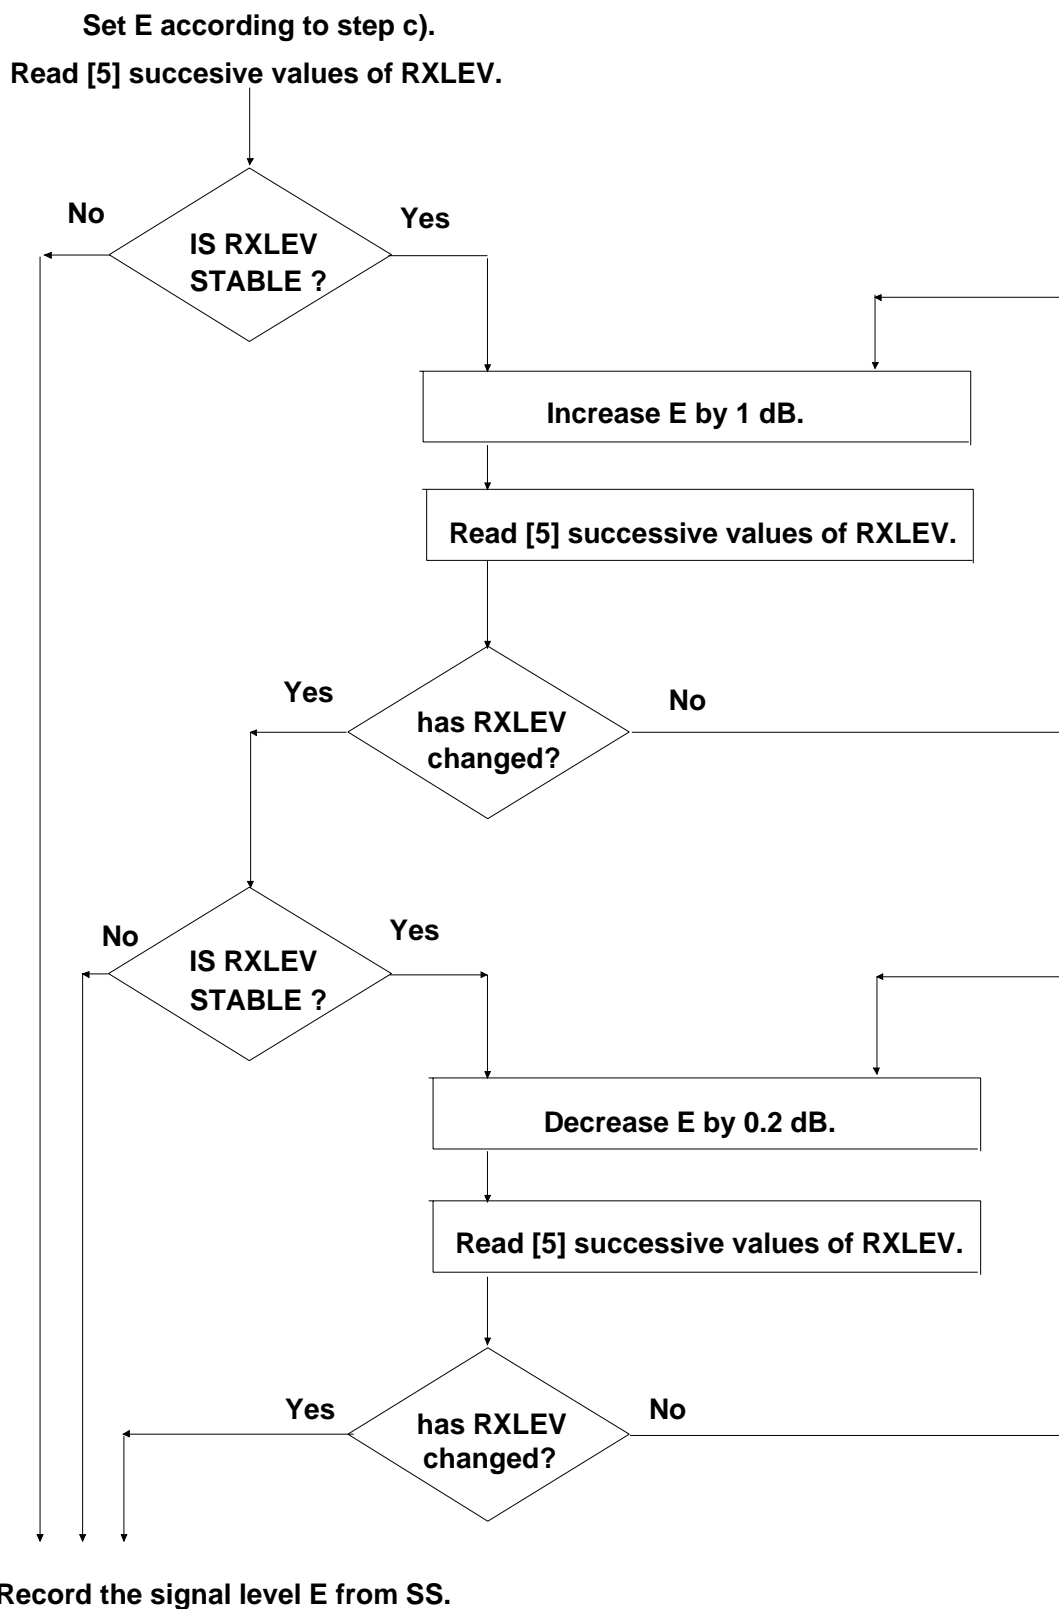 Set E according to step c).
Read [5] succesive values of RXLEV.
No
Yes
IS RXLEV
STABLE ?
Increase E by 1 dB.
Read [5] successive values of RXLEV.
Yes
No
has RXLEV
changed?
No
Yes
IS RXLEV
STABLE ?
Decrease E by 0.2 dB.
Read [5] successive values of RXLEV.
Yes
No
has RXLEV
changed?
Record the signal level E from SS.